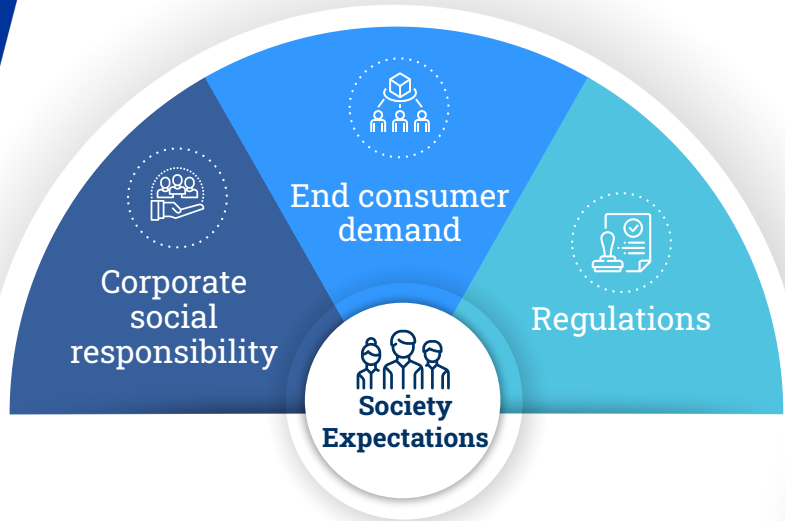 Corporate
social
responsibility
End consumer
demand
Regulations
Society
Expectations